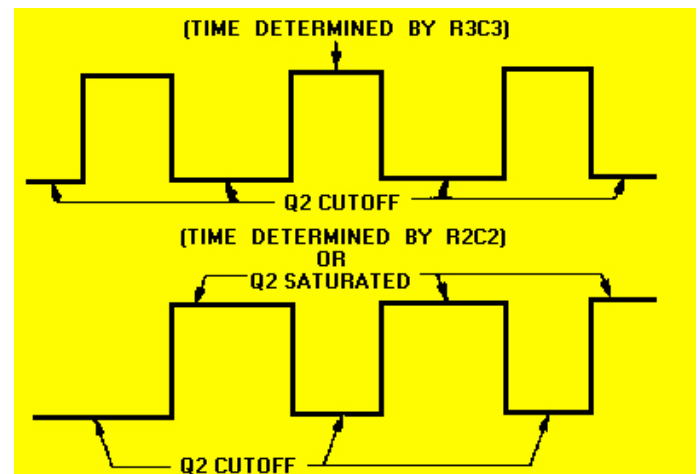 (TIME DETERMINED BY R3C3)
Q2 CUTOFF
(TIME DETERMINED BY R2C2)
OR
Q2 SATURATED
Q2 CUTOFF